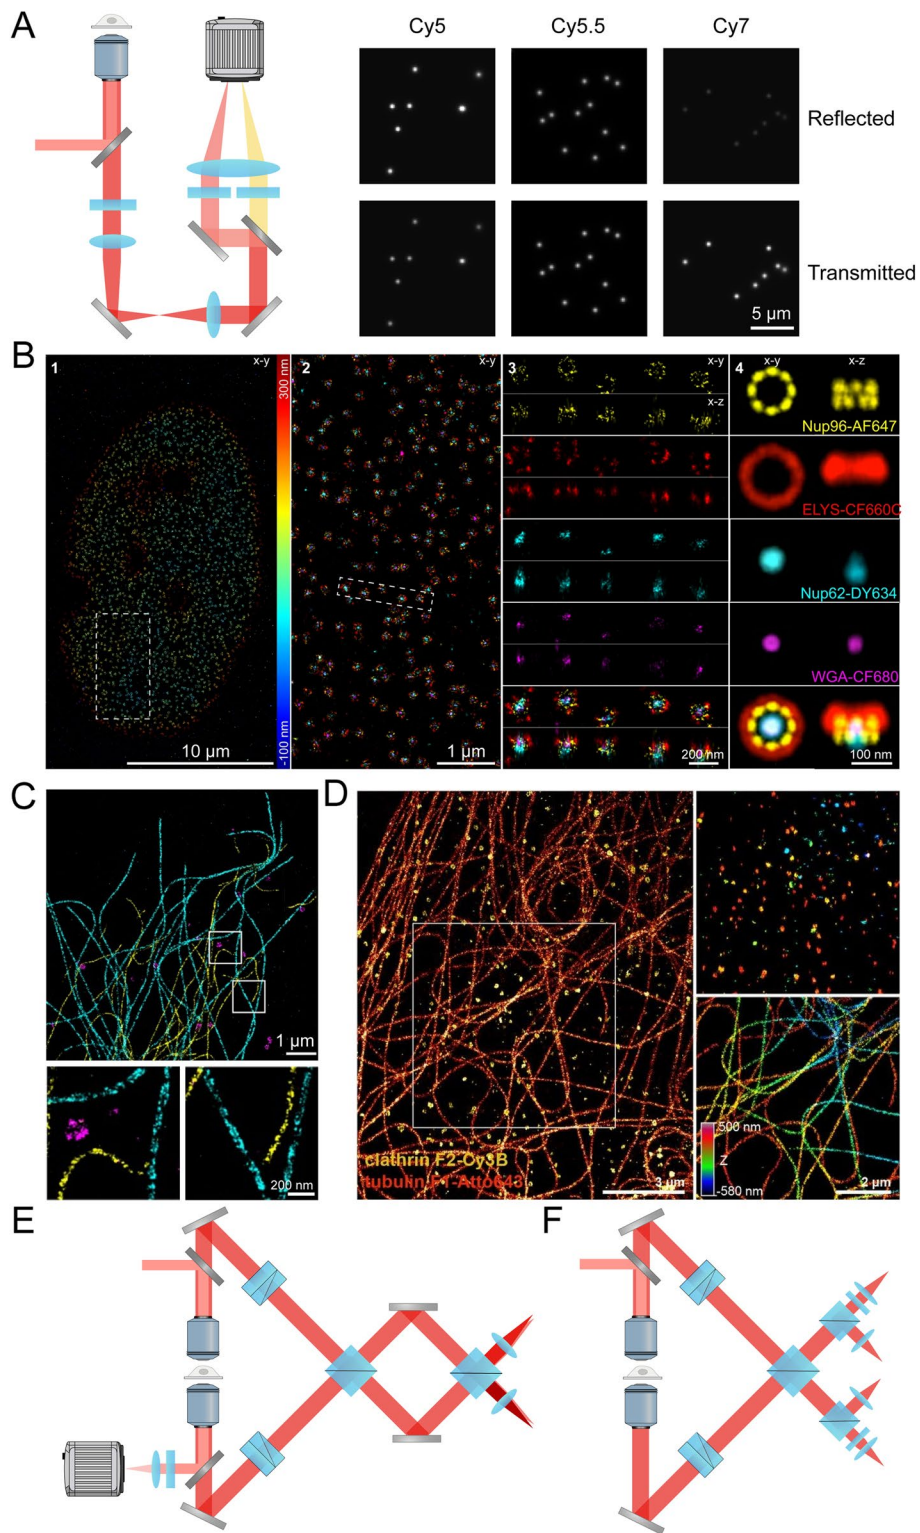 A
Cy5
Cy5.5
Cy7
Reflected
Transmitted
5 µm
B
1
x-y
300 nm
-100 nm
10 µm
2
x-y
1 µm
3
x-y
x-z
200 nm
4
x-y
x-z
Nup96-AF647
ELYS-CF660C
Nup62-DY634
WGA-CF680
100 nm
C
1 µm
200 nm
D
clathrin F2-Cy3B
tubulin F1-Atto643
3 µm
500 nm
Z
-580 nm
2 µm
E
F